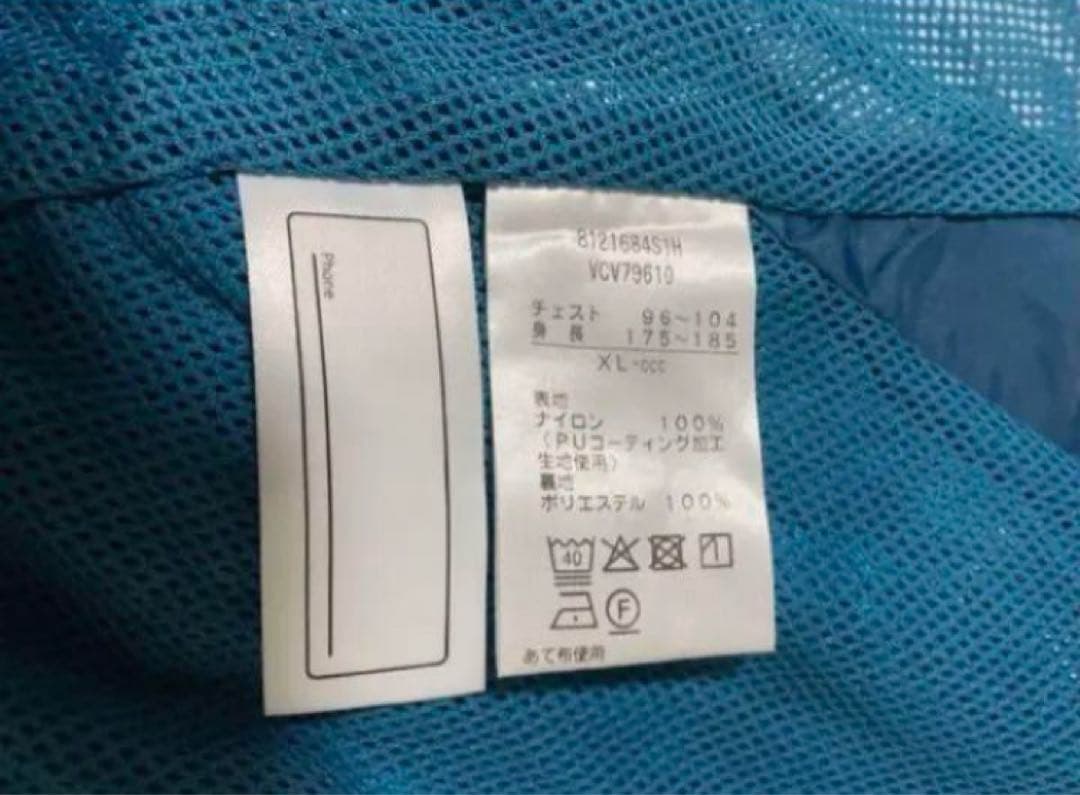 Phone
8121684S1H
VCV79610
チェスト 96~104
身長 175~185
XL-ccc
表地
ナイロン 100%
(PUコーティング加工
生地使用)
裏地
ポリエステル 100%
40
F
あて布使用